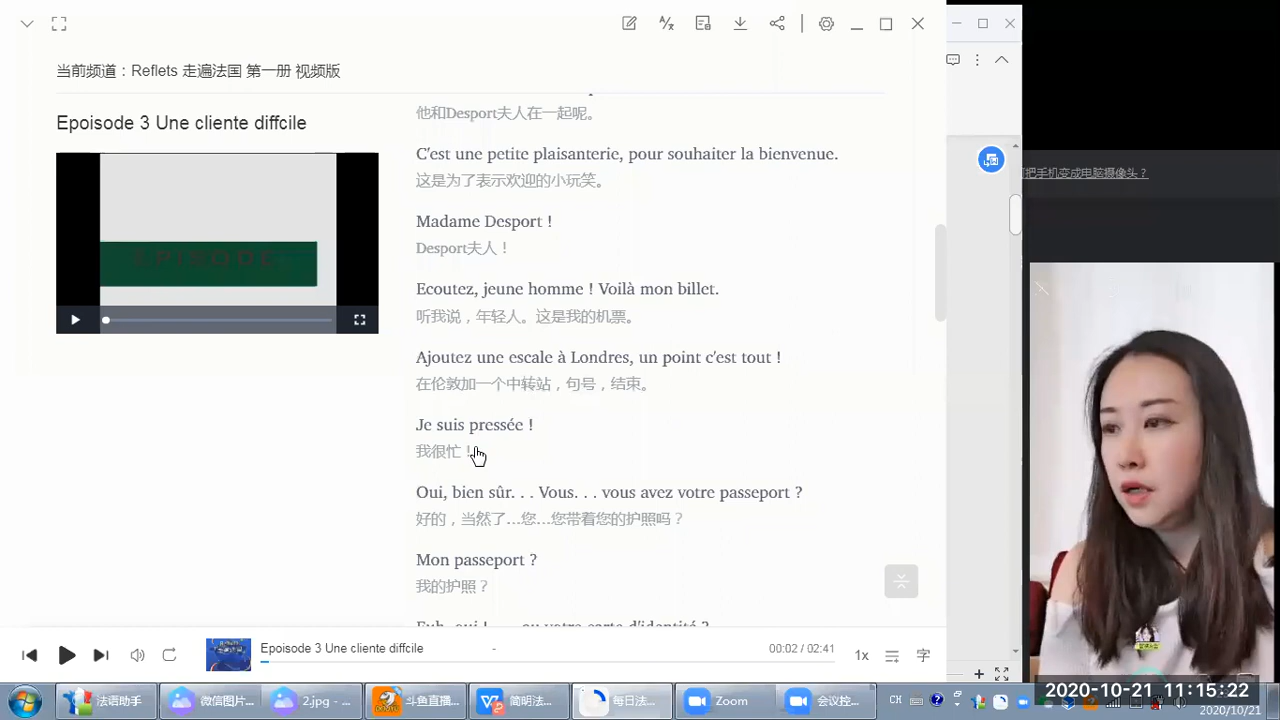 当前频道：Reflets 走遍法国 第一册 视频版
Epoisode 3 Une cliente diffcile
EPISODE
他和Desport夫人在一起呢。
C'est une petite plaisanterie, pour souhaiter la bienvenue.
这是为了表示欢迎的小玩笑。
Madame Desport !
Desport夫人！
Ecoutez, jeune homme ! Voilà mon billet.
听我说，年轻人。这是我的机票。
Ajoutez une escale à Londres, un point c'est tout !
在伦敦加一个中转站，句号，结束。
Je suis pressée !
我很忙！
Oui, bien sûr. . . Vous. . . vous avez votre passeport ?
好的，当然了...您...您带着您的护照吗？
Mon passeport ?
我的护照？
Euh, oui ! . . . ou votre carte d'identité ?
可把手机变成电脑摄像头？
Epoisode 3 Une cliente diffcile
-
00:02 / 02:41
1x
字
法语助手
微信图片...
3.jpg - ...
斗鱼直播...
简明法...
每日法...
Zoom
会议控...
CH
2020-10-21 11:15:22
2020/10/21